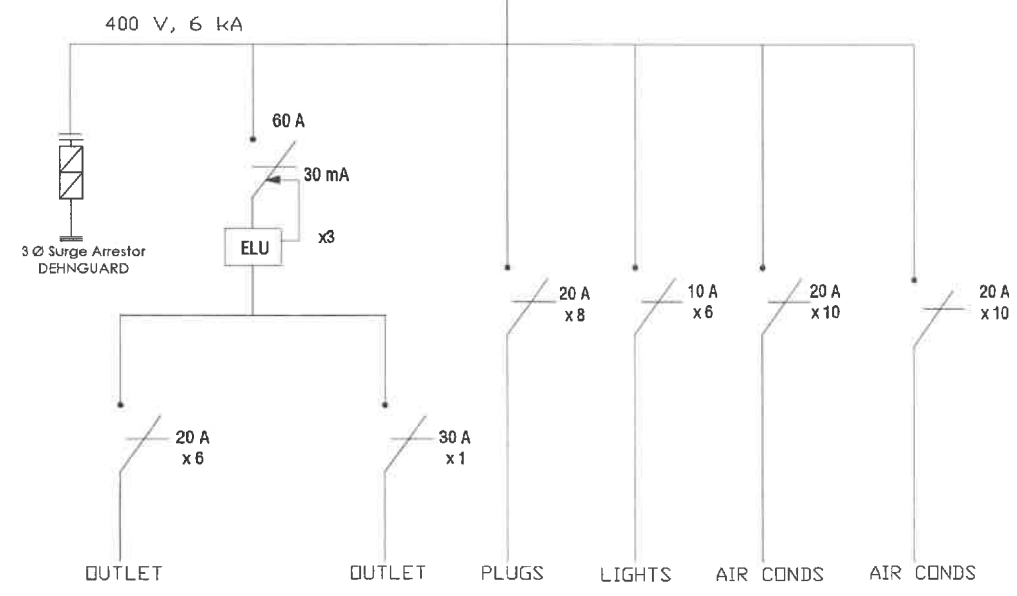 400 V, 6 kA
60 A
30 mA
ELU
x3
3 Ø Surge Arrestor
DEHNGUARD
20 A
x 8
10 A
x 6
20 A
x 10
20 A
x 10
20 A
x 6
30 A
x 1
OUTLET
OUTLET
PLUGS
LIGHTS
AIR CONDS
AIR CONDS